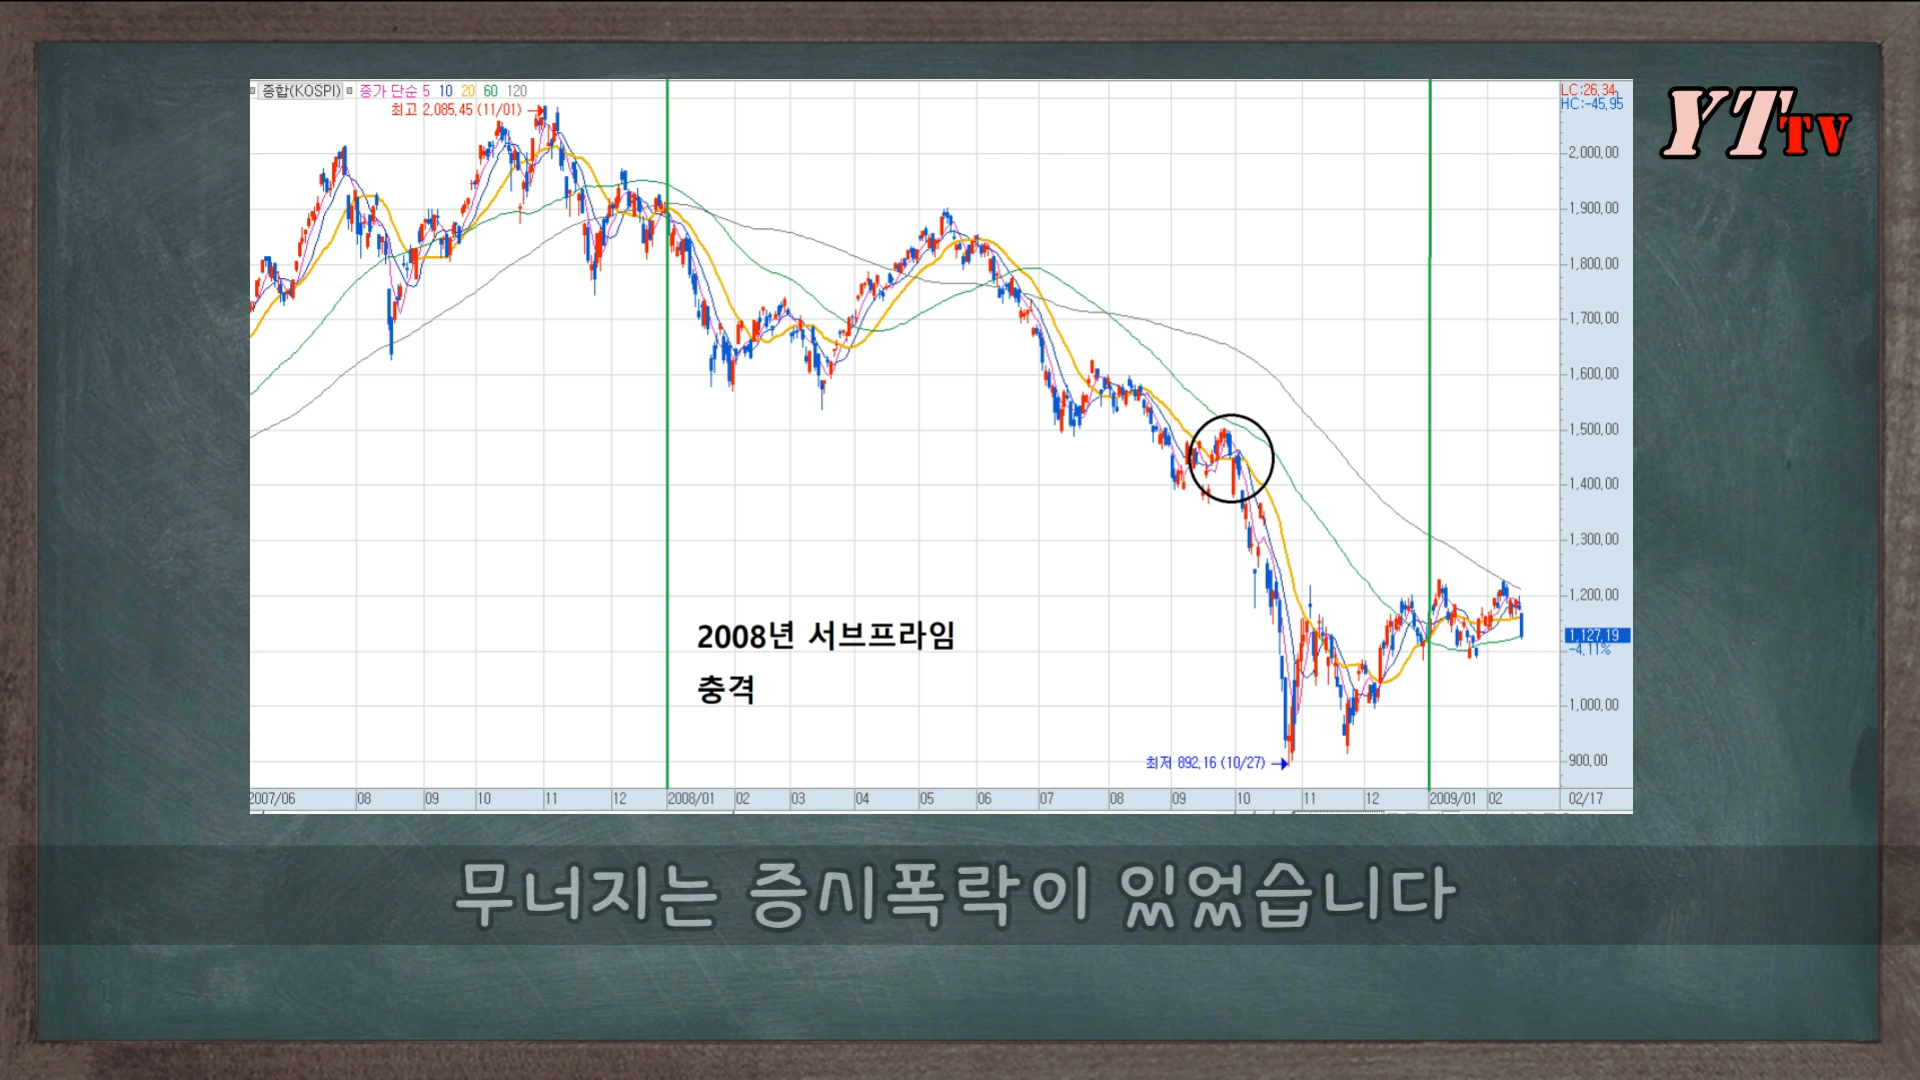 종합(KOSPI) 종가 단순 5 10 20 60 120
최고 2,085.45 (11/01)
LC:26.34
HC:-45.95
YTTV
2,000.00
1,900.00
1,800.00
1,700.00
1,600.00
1,500.00
1,400.00
1,300.00
1,200.00
1,127.19
-4.11%
1,000.00
900.00
2008년 서브프라임
충격
최저 892.16 (10/27)
2007/06 08 09 10 11 12 2008/01 02 03 04 05 06 07 08 09 10 11 12 2009/01 02 02/17
무너지는 증시폭락이 있었습니다